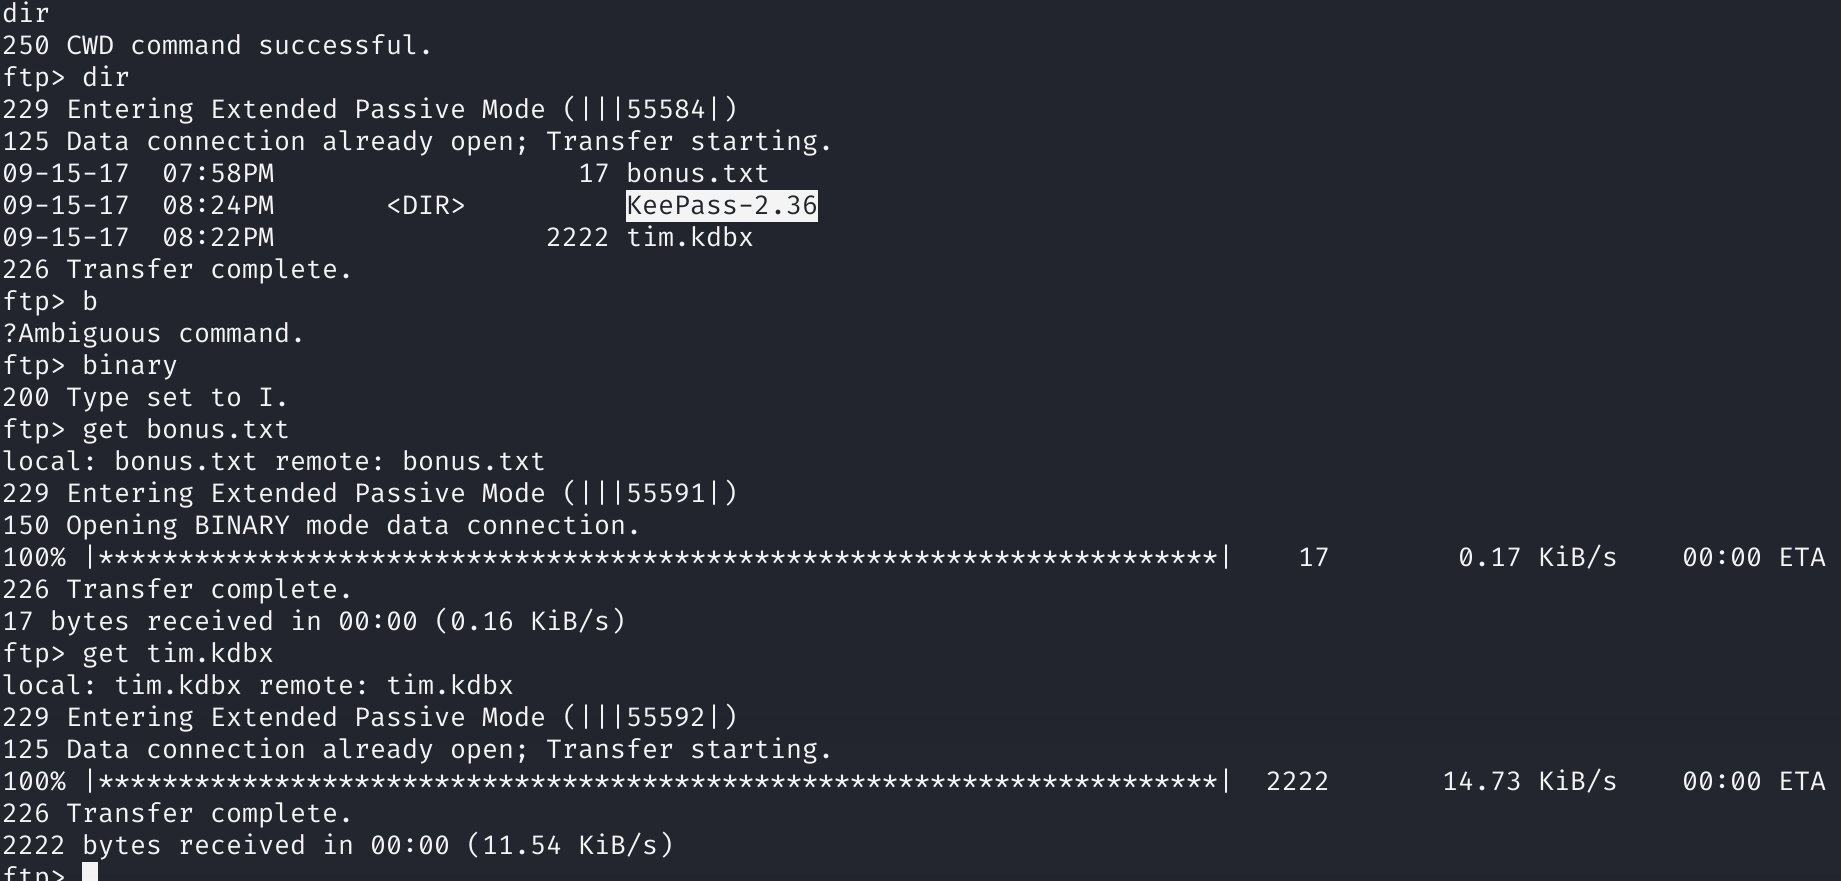 dir
250 CWD command successful.
ftp> dir
229 Entering Extended Passive Mode (|||55584|)
125 Data connection already open; Transfer starting.
09-15-17  07:58PM                   17 bonus.txt
09-15-17  08:24PM       <DIR>          KeePass-2.36
09-15-17  08:22PM                 2222 tim.kdbx
226 Transfer complete.
ftp> b
?Ambiguous command.
ftp> binary
200 Type set to I.
ftp> get bonus.txt
local: bonus.txt remote: bonus.txt
229 Entering Extended Passive Mode (|||55591|)
150 Opening BINARY mode data connection.
100% |**********************************************************************|    17        0.17 KiB/s    00:00 ETA
226 Transfer complete.
17 bytes received in 00:00 (0.16 KiB/s)
ftp> get tim.kdbx
local: tim.kdbx remote: tim.kdbx
229 Entering Extended Passive Mode (|||55592|)
125 Data connection already open; Transfer starting.
100% |**********************************************************************|  2222       14.73 KiB/s    00:00 ETA
226 Transfer complete.
2222 bytes received in 00:00 (11.54 KiB/s)
ftp>